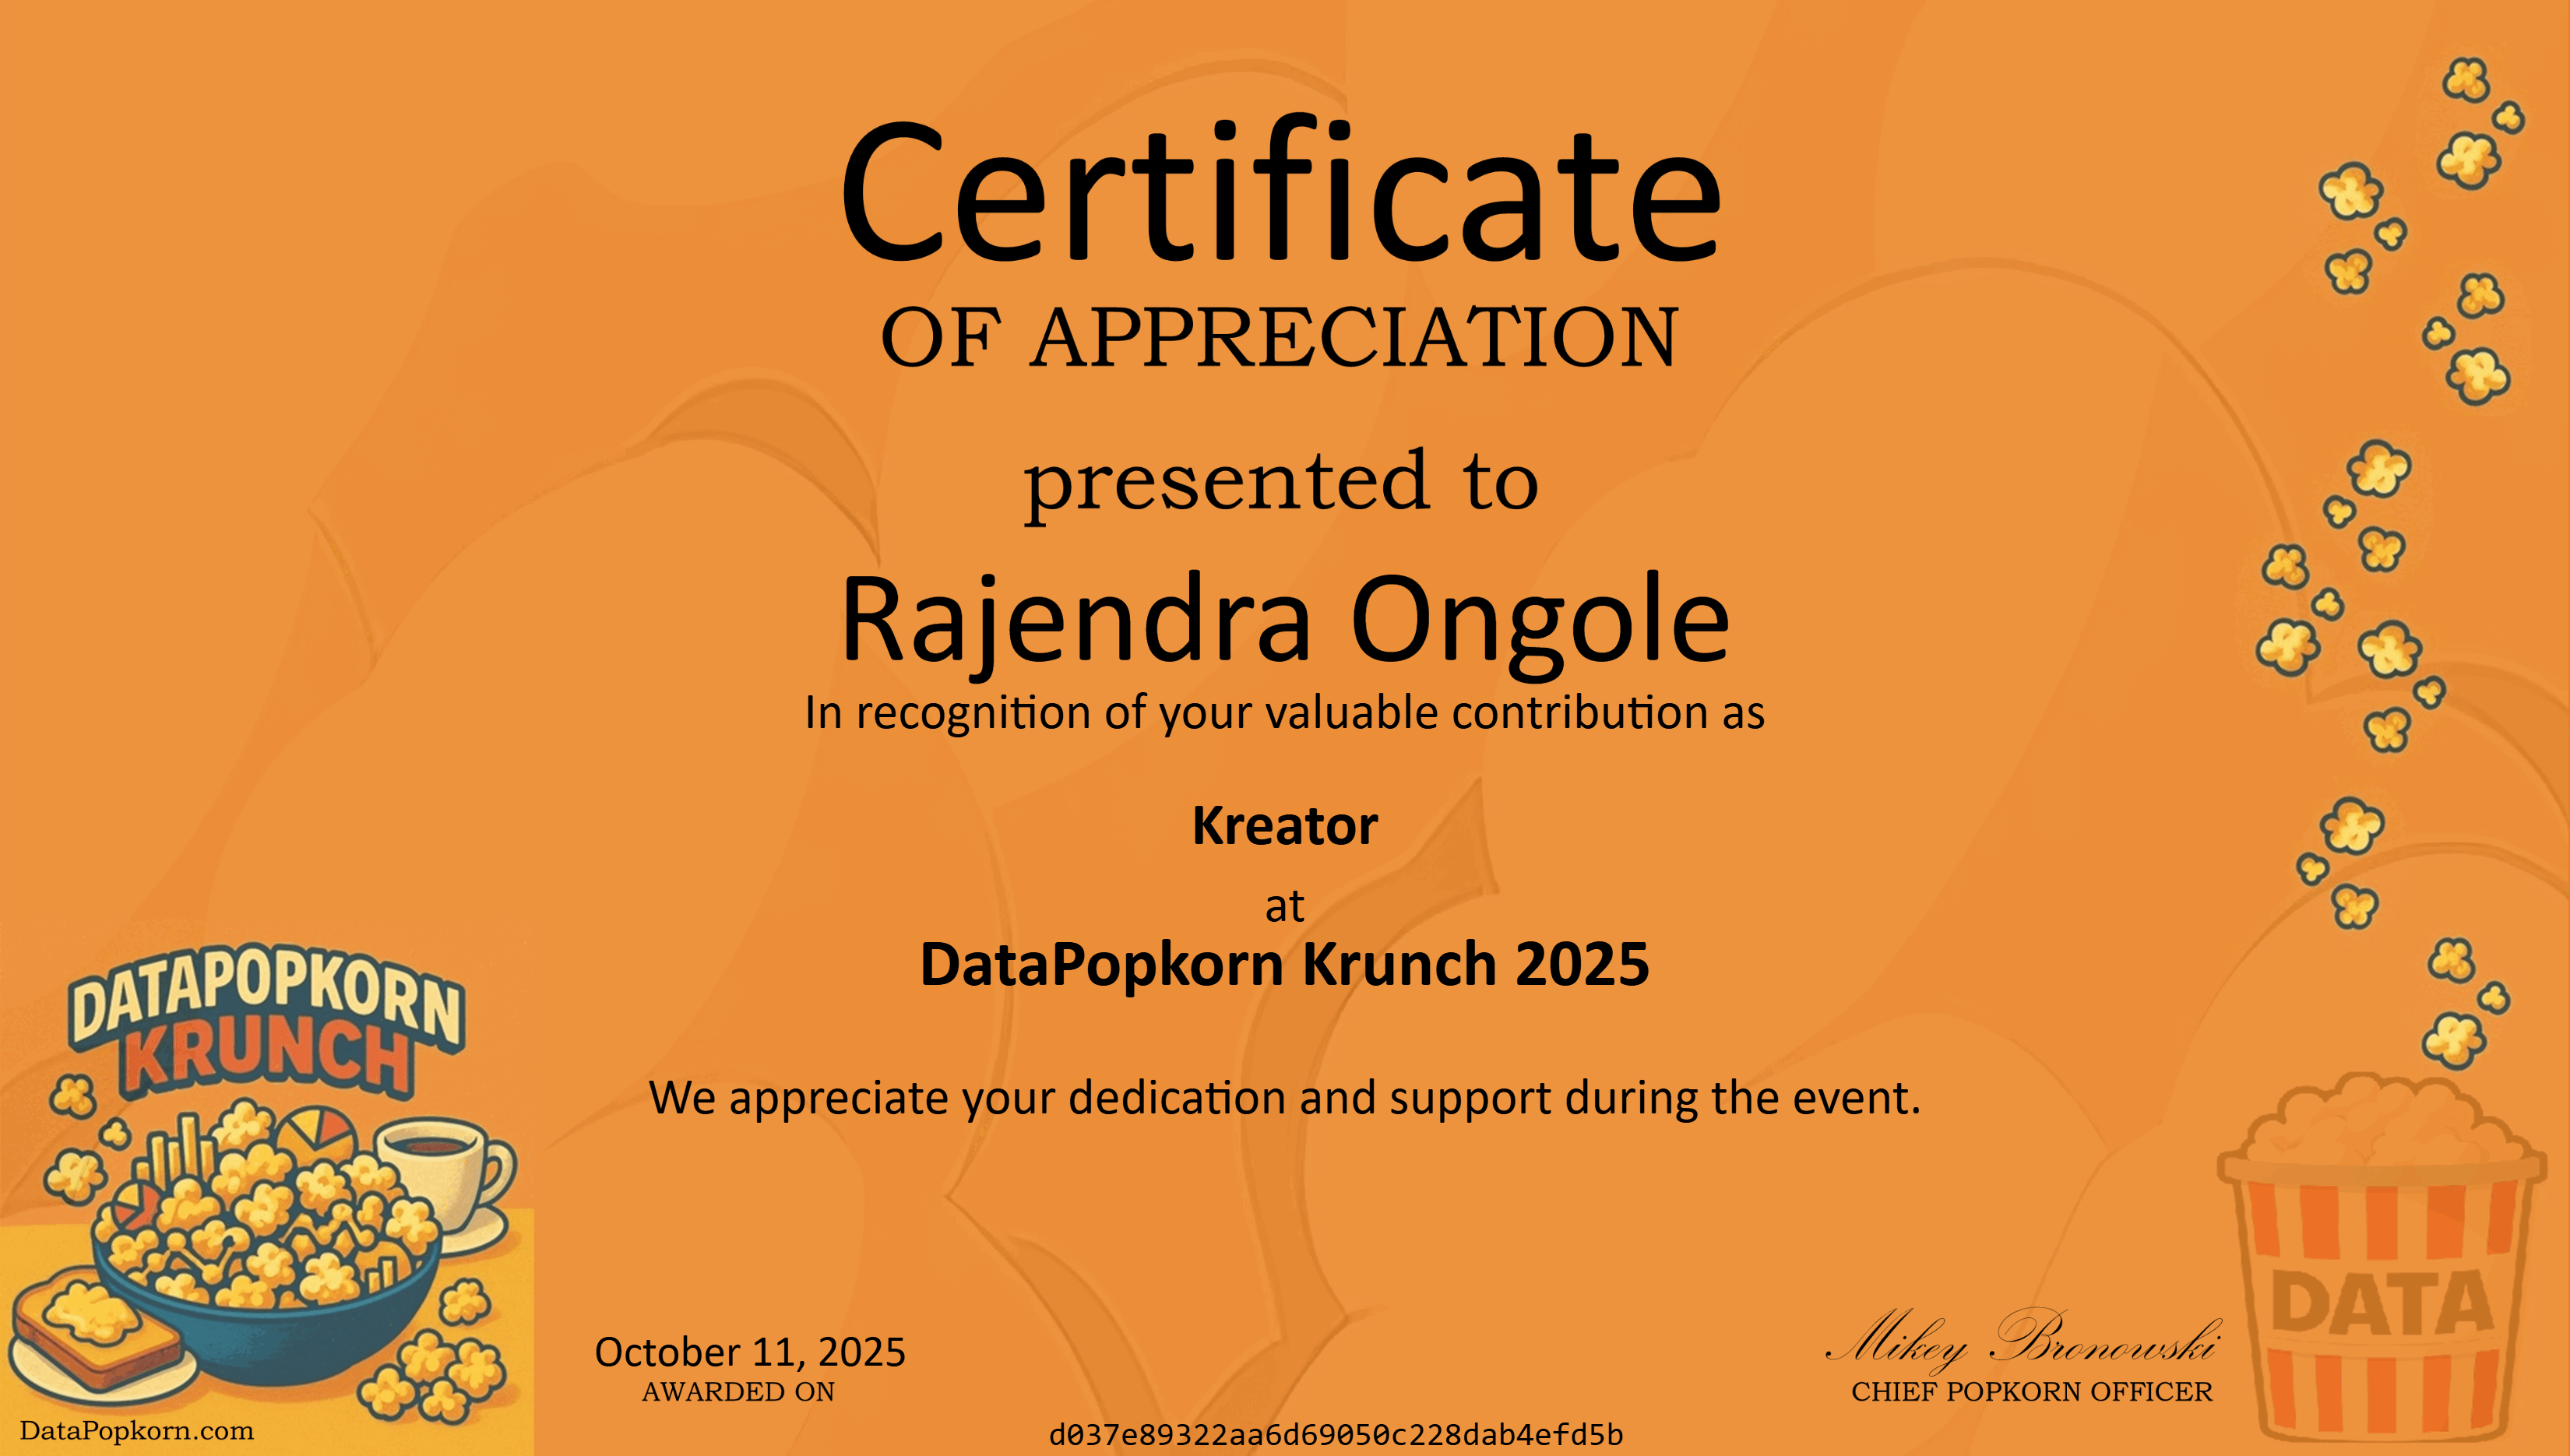 Certificate
OF APPRECIATION
presented to
Rajendra Ongole
In recognition of your valuable contribution as
Kreator
at
DataPopkorn Krunch 2025
We appreciate your dedication and support during the event.
DATAPOPKORN
KRUNCH
DATA
October 11, 2025
AWARDED ON
Mikey Bronowski
CHIEF POPKORN OFFICER
DataPopkorn.com
d037e89322aa6d69050c228dab4efd5b